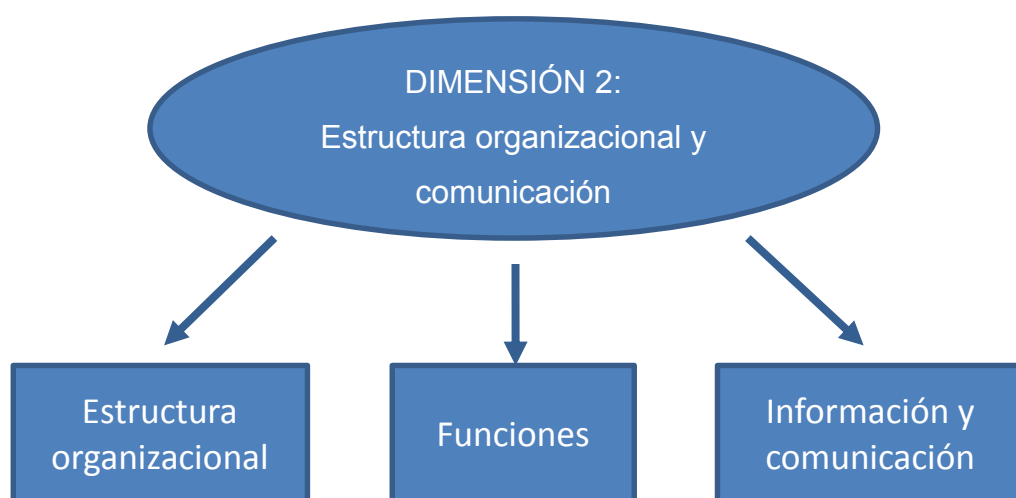 DIMENSIÓN 2:
Estructura organizacional y
comunicación
Estructura
organizacional
Funciones
Información y
comunicación